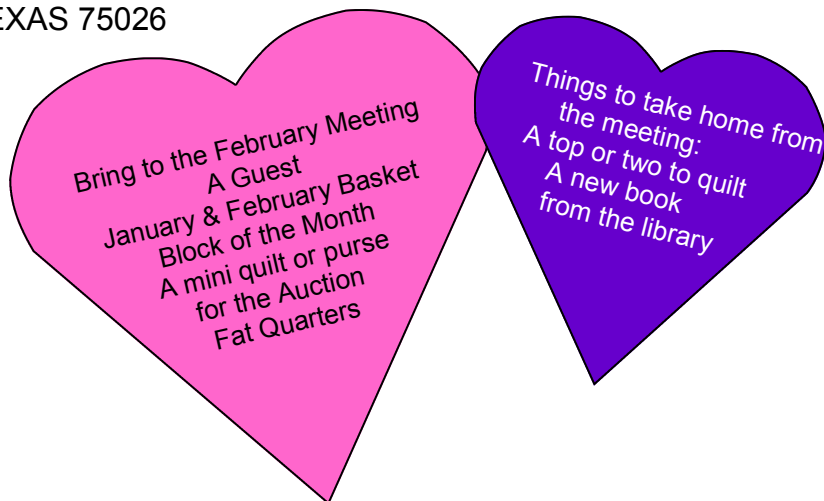 EXAS 75026
Bring to the February Meeting
A Guest
January & February Basket
Block of the Month
A mini quilt or purse
for the Auction
Fat Quarters
Things to take home from
the meeting:
A top or two to quilt
A new book
from the library